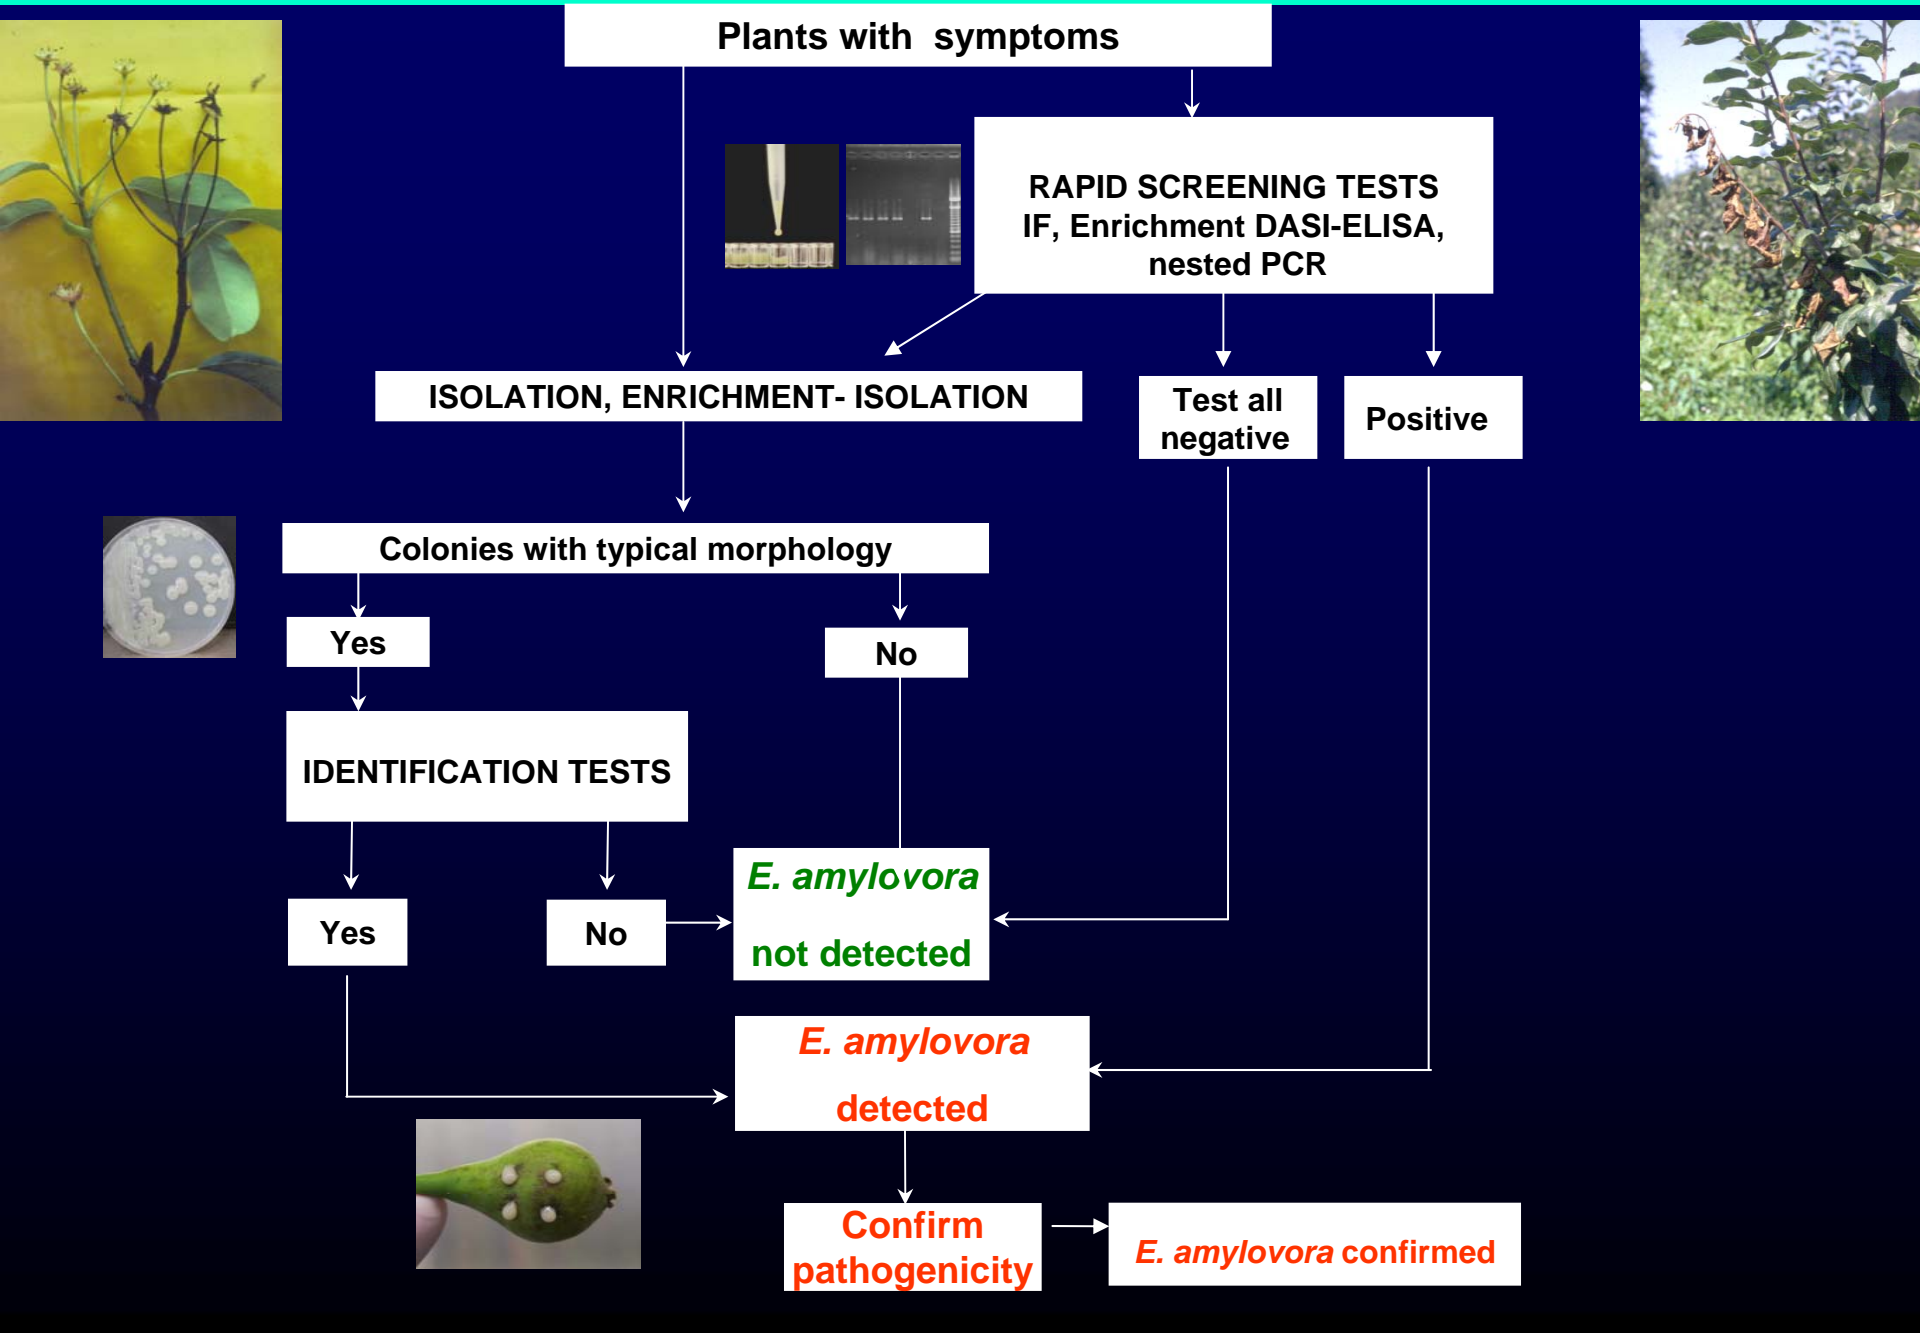 Plants with symptoms
RAPID SCREENING TESTS
IF, Enrichment DASI-ELISA,
nested PCR
ISOLATION, ENRICHMENT- ISOLATION
Test all
negative
Positive
Colonies with typical morphology
Yes
No
IDENTIFICATION TESTS
Yes
No
E. amylovora
not detected
E. amylovora
detected
Confirm
pathogenicity
E. amylovora confirmed